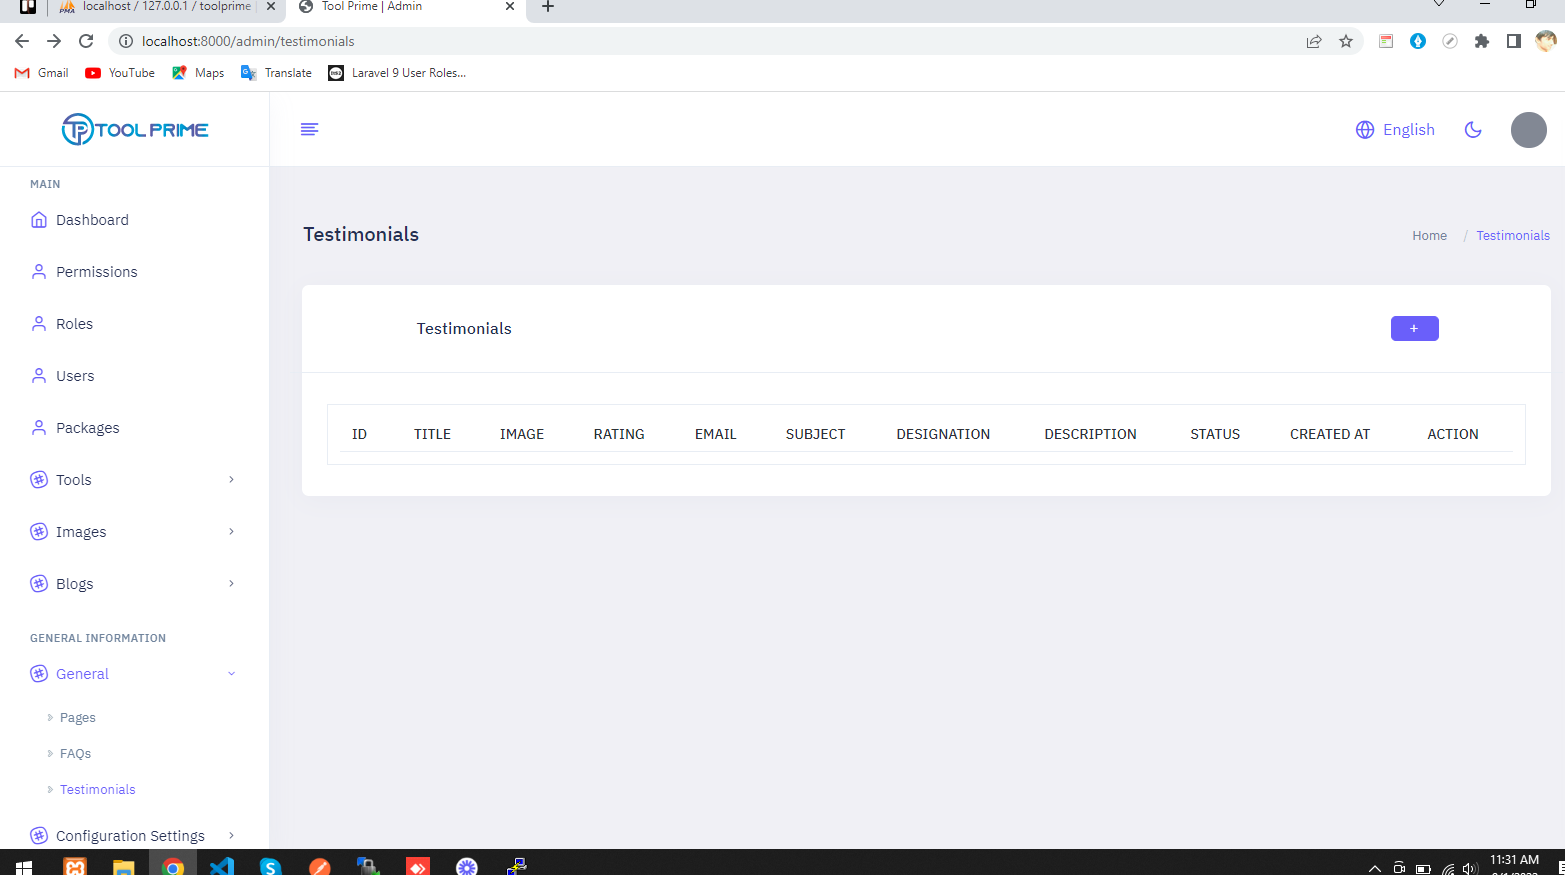 localhost / 127.0.0.1 / toolprime
Tool Prime | Admin
localhost:8000/admin/testimonials
Gmail
YouTube
Maps
Translate
Laravel 9 User Roles...
TP TOOL PRIME
English
MAIN
Dashboard
Permissions
Roles
Users
Packages
Tools
Images
Blogs
GENERAL INFORMATION
General
Pages
FAQs
Testimonials
Configuration Settings
Testimonials
Home / Testimonials
Testimonials
+
ID TITLE IMAGE RATING EMAIL SUBJECT DESIGNATION DESCRIPTION STATUS CREATED AT ACTION
11:31 AM